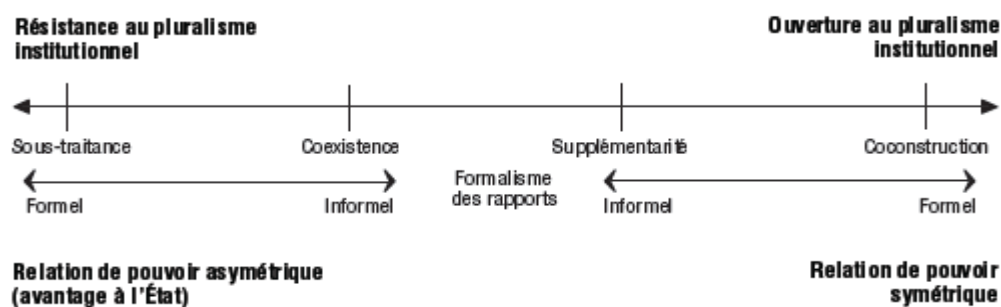 Résistance au pluralisme
institutionnel
Ouverture au pluralisme
institutionnel
Sous-traitance
Coexistence
Supplémentarité
Coconstruction
Formalisme
des rapports
Formel
Informel
Informel
Formel
Relation de pouvoir asymétrique
(avantage à l'État)
Relation de pouvoir
symétrique